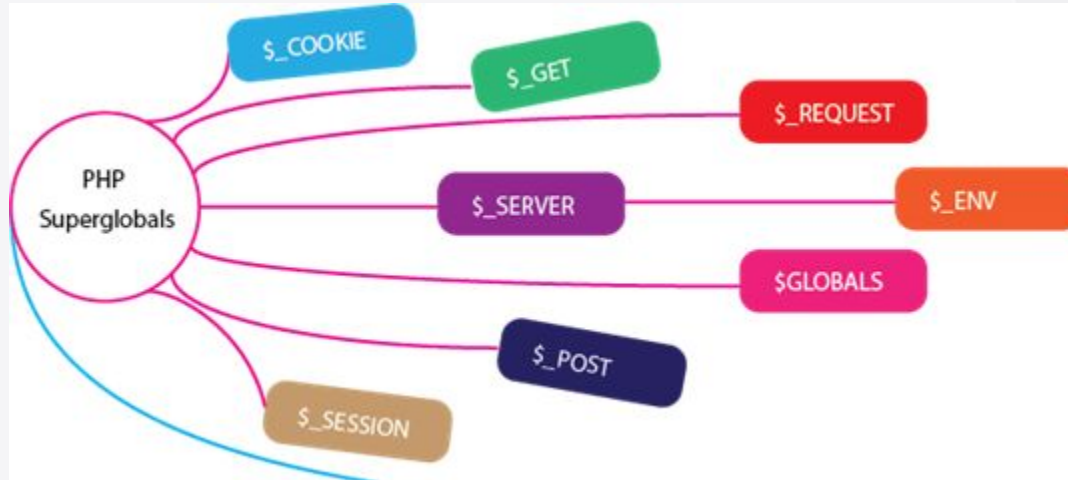 $_COOKIE
$_GET
$_REQUEST
PHP
Superglobals
$_SERVER
$_ENV
$GLOBALS
$_POST
$_SESSION